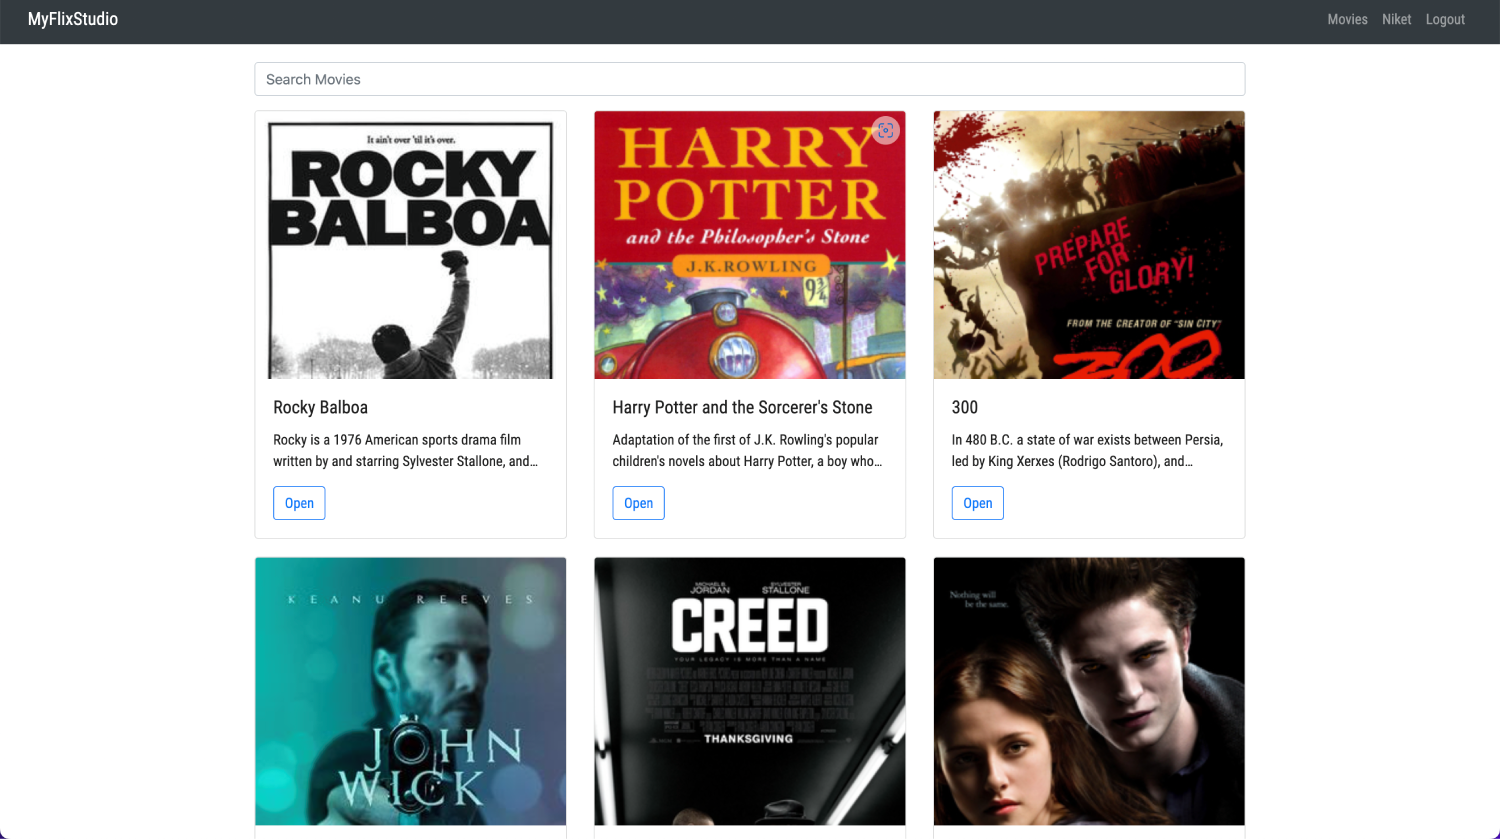 MyFlixStudio
Movies Niket Logout
Search Movies
It ain't over 'til it's over.
ROCKY
BALBOA
HARRY
POTTER
and the Philosopher's Stone
J.K.ROWLING
9¾
PREPARE
FOR
GLORY!
FROM THE CREATOR OF "SIN CITY"
300
Rocky Balboa
Rocky is a 1976 American sports drama film
written by and starring Sylvester Stallone, and…
Open
Harry Potter and the Sorcerer's Stone
Adaptation of the first of J.K. Rowling's popular
children's novels about Harry Potter, a boy who…
Open
300
In 480 B.C. a state of war exists between Persia,
led by King Xerxes (Rodrigo Santoro), and…
Open
KEANU REEVES
JOHN
WICK
MICHAEL B. JORDAN SYLVESTER STALLONE
CREED
YOUR LEGACY IS MORE THAN A NAME
THANKSGIVING
Nothing will
be the same.